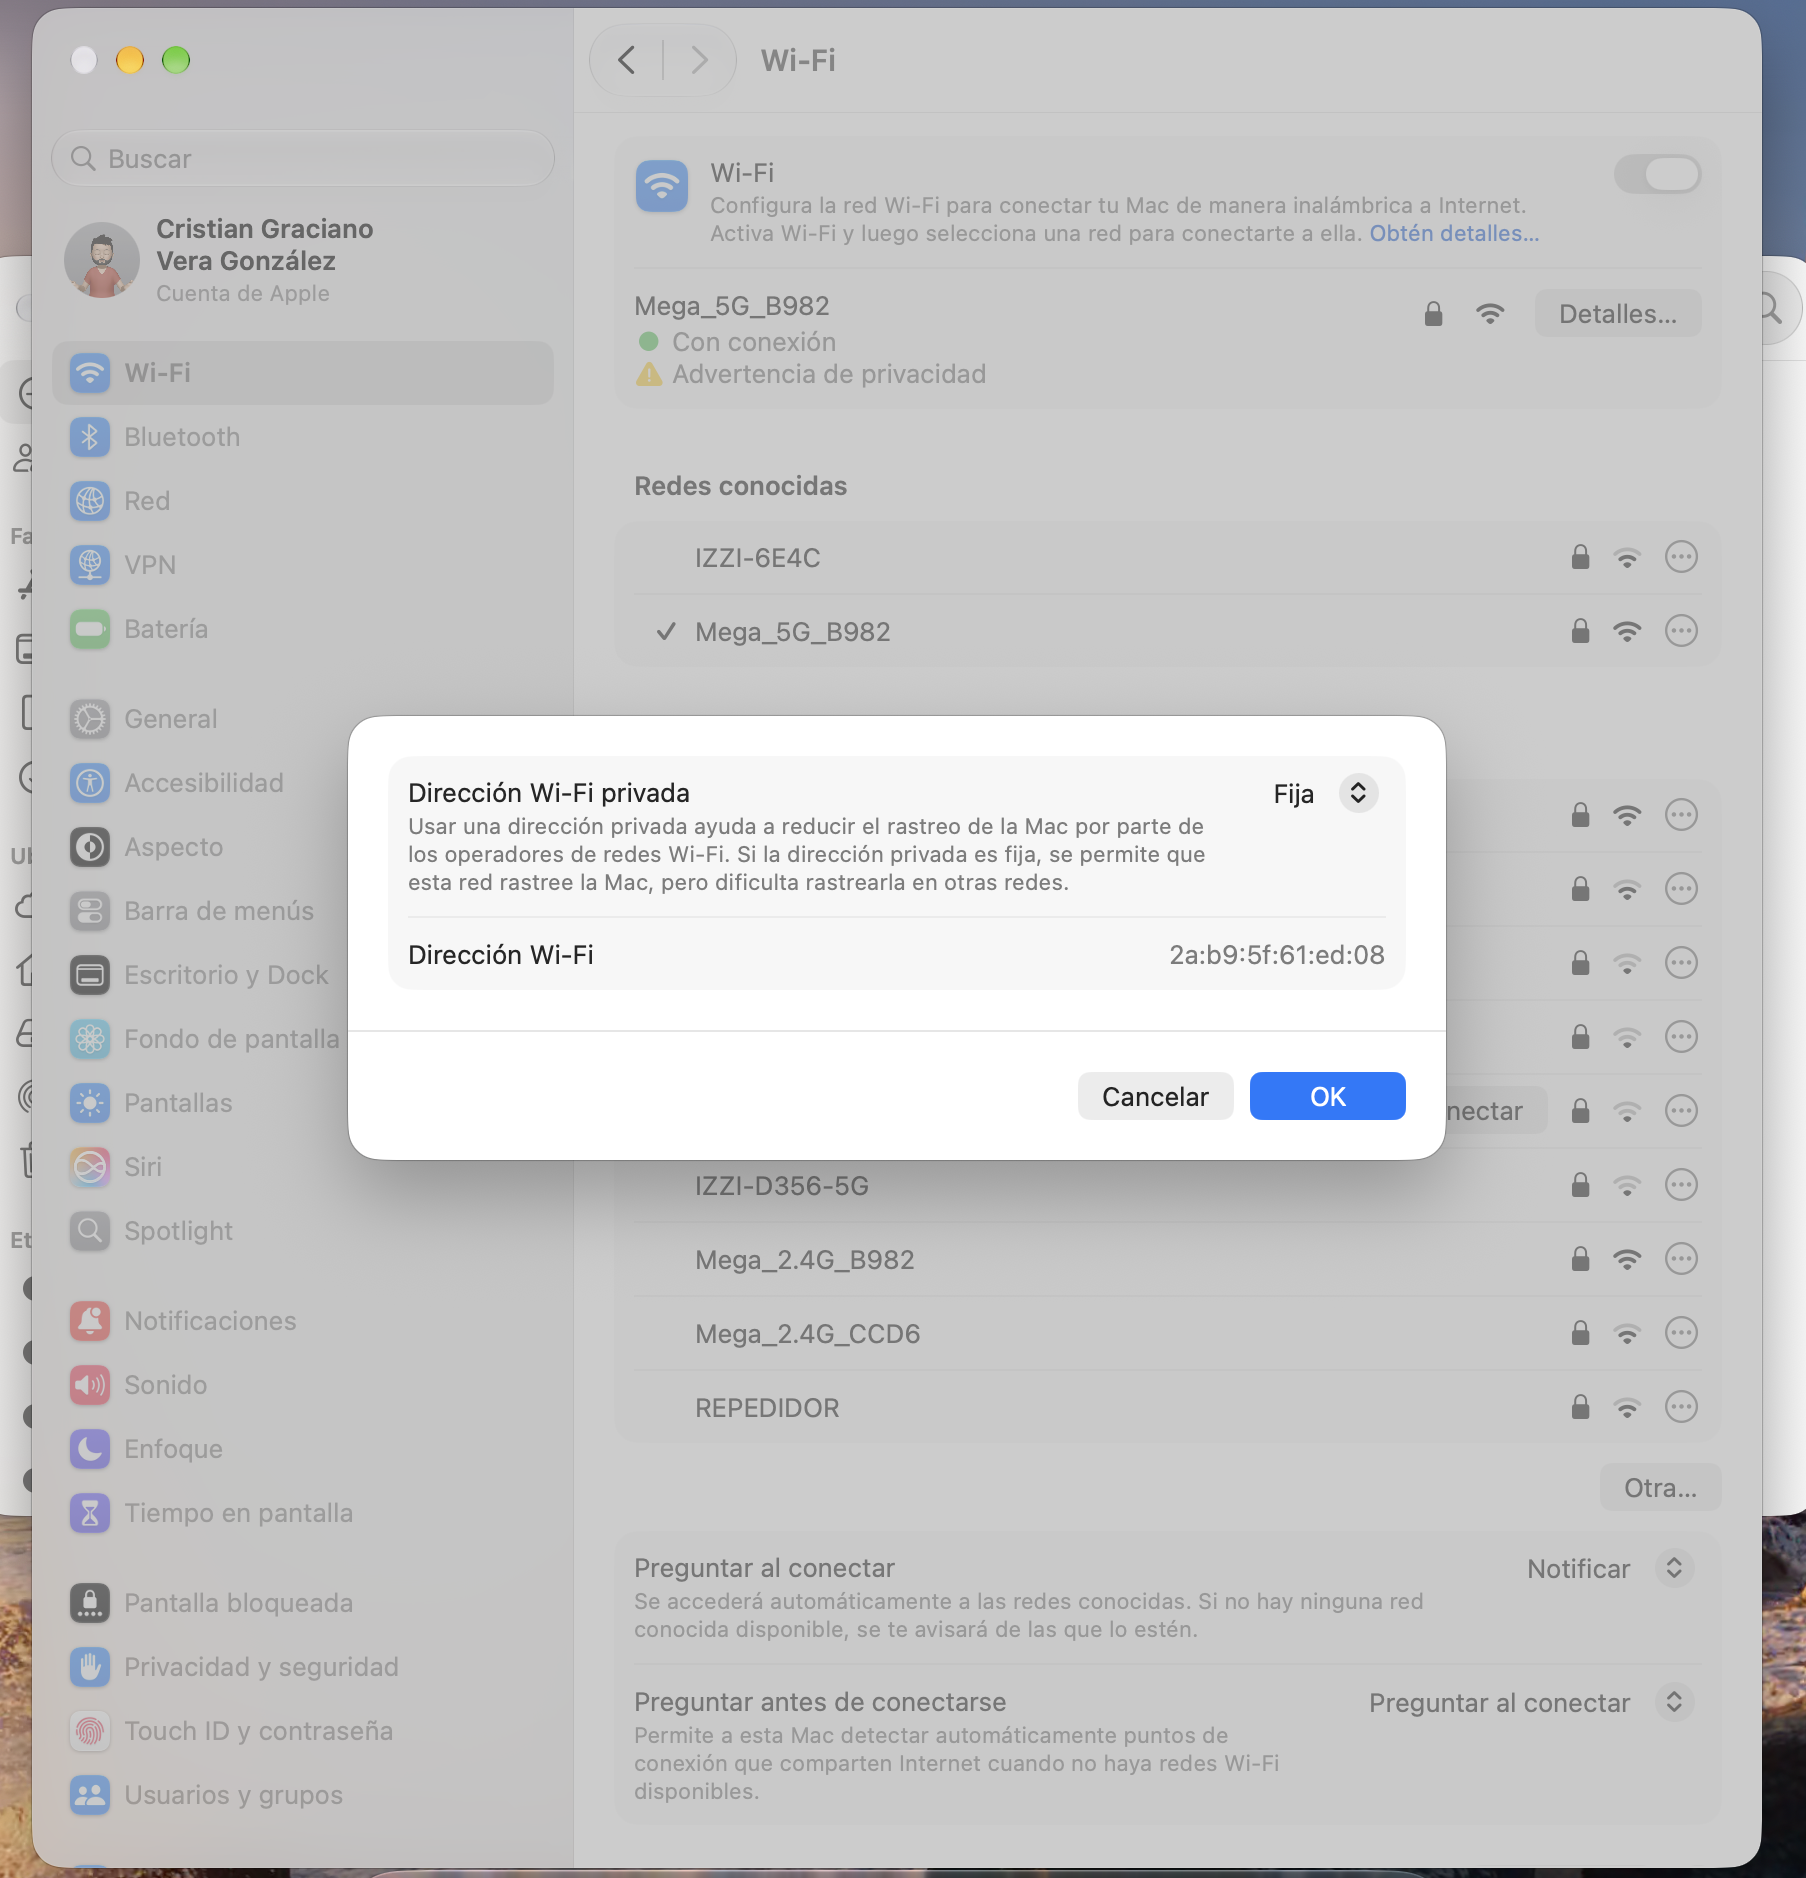 Wi-Fi
Buscar
Cristian Graciano
Vera González
Cuenta de Apple
Wi-Fi
Bluetooth
Red
VPN
Batería
General
Accesibilidad
Aspecto
Barra de menús
Escritorio y Dock
Fondo de pantalla
Pantallas
Siri
Spotlight
Notificaciones
Sonido
Enfoque
Tiempo en pantalla
Pantalla bloqueada
Privacidad y seguridad
Touch ID y contraseña
Usuarios y grupos
Wi-Fi
Configura la red Wi-Fi para conectar tu Mac de manera inalámbrica a Internet.
Activa Wi-Fi y luego selecciona una red para conectarte a ella. Obtén detalles...
Mega_5G_B982
Detalles...
Con conexión
Advertencia de privacidad
Redes conocidas
IZZI-6E4C
Mega_5G_B982
Dirección Wi-Fi privada
Fija
Usar una dirección privada ayuda a reducir el rastreo de la Mac por parte de
los operadores de redes Wi-Fi. Si la dirección privada es fija, se permite que
esta red rastree la Mac, pero dificulta rastrearla en otras redes.
Dirección Wi-Fi
2a:b9:5f:61:ed:08
Cancelar
OK
IZZI-D356-5G
Mega_2.4G_B982
Mega_2.4G_CCD6
REPEDIDOR
Otra...
Preguntar al conectar
Notificar
Se accederá automáticamente a las redes conocidas. Si no hay ninguna red
conocida disponible, se te avisará de las que lo estén.
Preguntar antes de conectarse
Preguntar al conectar
Permite a esta Mac detectar automáticamente puntos de
conexión que comparten Internet cuando no haya redes Wi-Fi
disponibles.